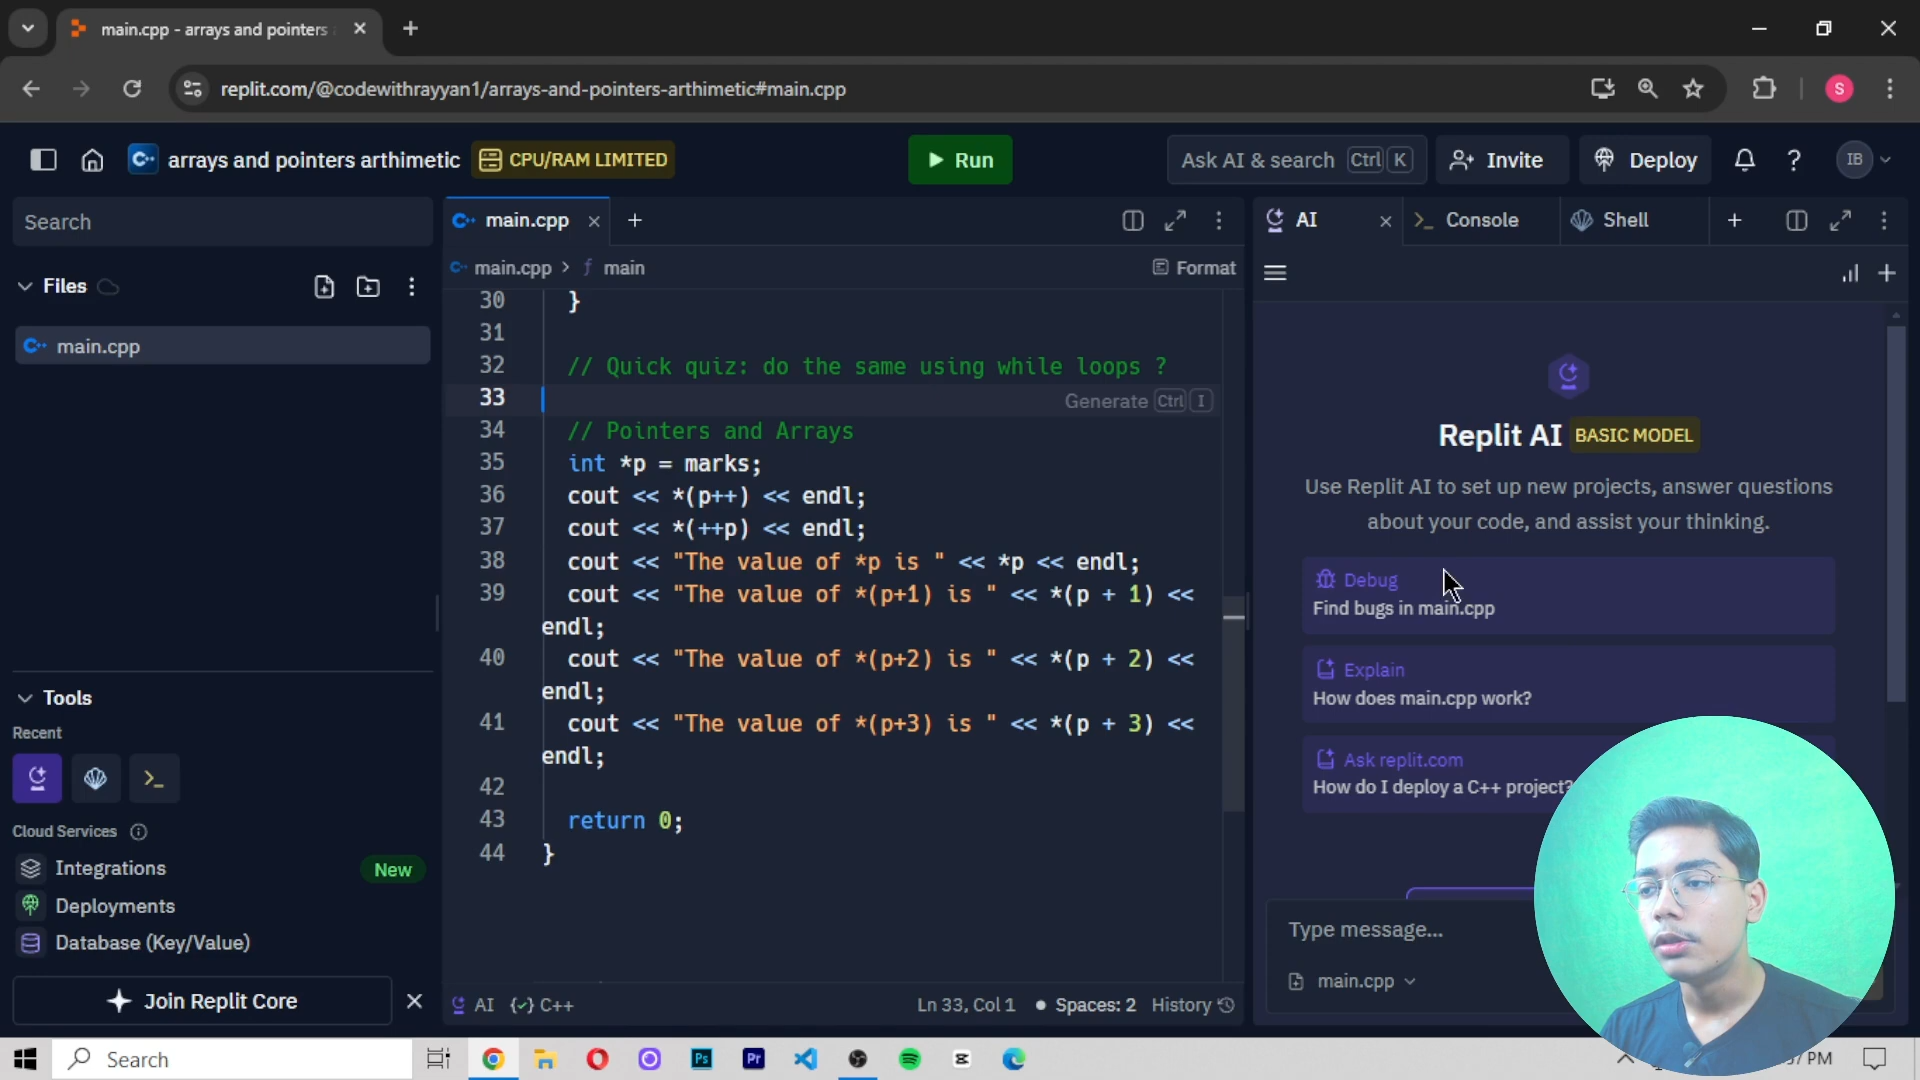 main.cpp - arrays and pointers
replit.com/@codewithrayyan1/arrays-and-pointers-arthimetic#main.cpp
S
arrays and pointers arthimetic
CPU/RAM LIMITED
Run
Ask AI & search Ctrl K
Invite
Deploy
IB
Search
Files
main.cpp
Tools
Recent
Cloud Services
Integrations New
Deployments
Database (Key/Value)
Join Replit Core
main.cpp
main.cpp > f main
Format
30 }
31
32 // Quick quiz: do the same using while loops ?
33 Generate Ctrl I
34 // Pointers and Arrays
35 int *p = marks;
36 cout << *(p++) << endl;
37 cout << *(++p) << endl;
38 cout << "The value of *p is " << *p << endl;
39 cout << "The value of *(p+1) is " << *(p + 1) <<
endl;
40 cout << "The value of *(p+2) is " << *(p + 2) <<
endl;
41 cout << "The value of *(p+3) is " << *(p + 3) <<
endl;
42
43 return 0;
44 }
AI {✓} C++
Ln 33, Col 1 • Spaces: 2 History
AI
Console
Shell
Replit AI BASIC MODEL
Use Replit AI to set up new projects, answer questions
about your code, and assist your thinking.
Debug
Find bugs in main.cpp
Explain
How does main.cpp work?
Ask replit.com
How do I deploy a C++ project?
Type message...
main.cpp
Search
Ps
Pr
PM